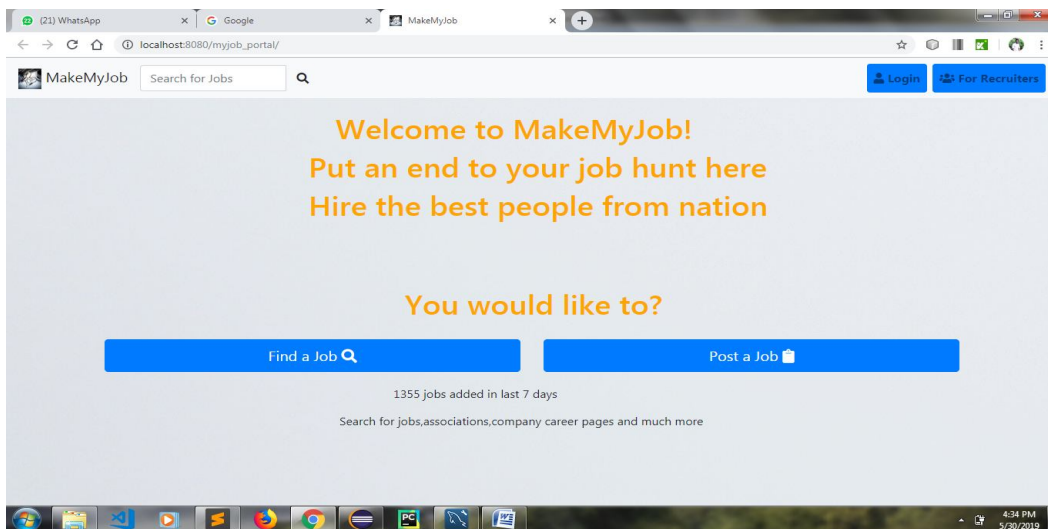 (21) WhatsApp
Google
MakeMyJob
localhost:8080/myjob_portal/
MakeMyJob
Search for Jobs
Login
For Recruiters
Welcome to MakeMyJob!
Put an end to your job hunt here
Hire the best people from nation
You would like to?
Find a Job
Post a Job
1355 jobs added in last 7 days
Search for jobs,associations,company career pages and much more
PC
4:34 PM
5/30/2019